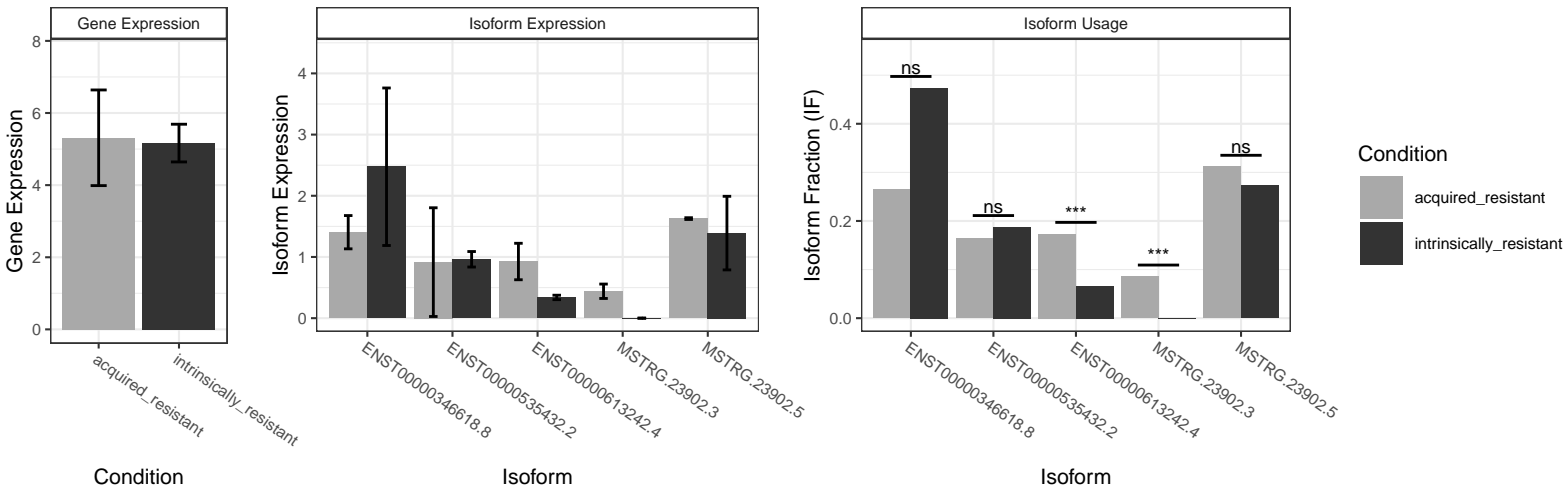 Gene Expression
Gene Expression
8
6
4
2
0
acquired_resistant
intrinsically_resistant
Condition
Isoform Expression
Isoform Expression
4
3
2
1
0
ENST00000346618.8
ENST00000535432.2
ENST00000613242.4
MSTRG.23902.3
MSTRG.23902.5
Isoform
Isoform Usage
Isoform Fraction (IF)
0.4
0.2
0.0
ns
ns
***
***
ns
ENST00000346618.8
ENST00000535432.2
ENST00000613242.4
MSTRG.23902.3
MSTRG.23902.5
Isoform
Condition
acquired_resistant
intrinsically_resistant